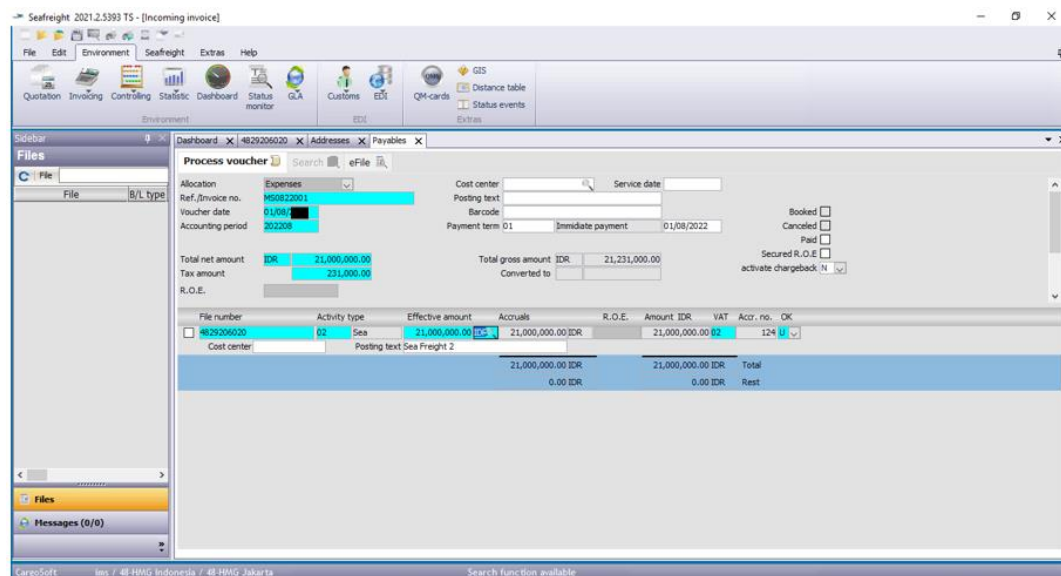 Seafreight 2021.2.5393 TS - [Incoming invoice]
File Edit Environment Seafreight Extras Help
Quotation Invoicing Controlling Statistic Dashboard Status monitor GLA Customs EDI QM-cards GIS
Distance table
Status events
Environment EDI Extras
Sidebar Dashboard 4829206020 Addresses Payables
Files Process voucher Search eFile
File
File B/L type
Allocation Expenses Cost center Service date
Ref./Invoice no. MS0822001 Posting text
Voucher date 01/08/ Barcode Booked
Accounting period 202208 Payment term 01 Immidiate payment 01/08/2022 Canceled
Paid
Total net amount IDR 21,000,000.00 Total gross amount IDR 21,231,000.00 Secured R.O.E
Tax amount 231,000.00 Converted to activate chargeback N
R.O.E.
File number Activity type Effective amount Accruals R.O.E. Amount IDR VAT Accr. no. OK
4829206020 02 Sea 21,000,000.00 IDR 21,000,000.00 IDR 21,000,000.00 02 124 U
Cost center Posting text Sea Freight 2
21,000,000.00 IDR 21,000,000.00 IDR Total
0.00 IDR 0.00 IDR Rest
Files
Messages (0/0)
CargoSoft ims / 48-HMG Indonesia / 48-HMG Jakarta Search function available